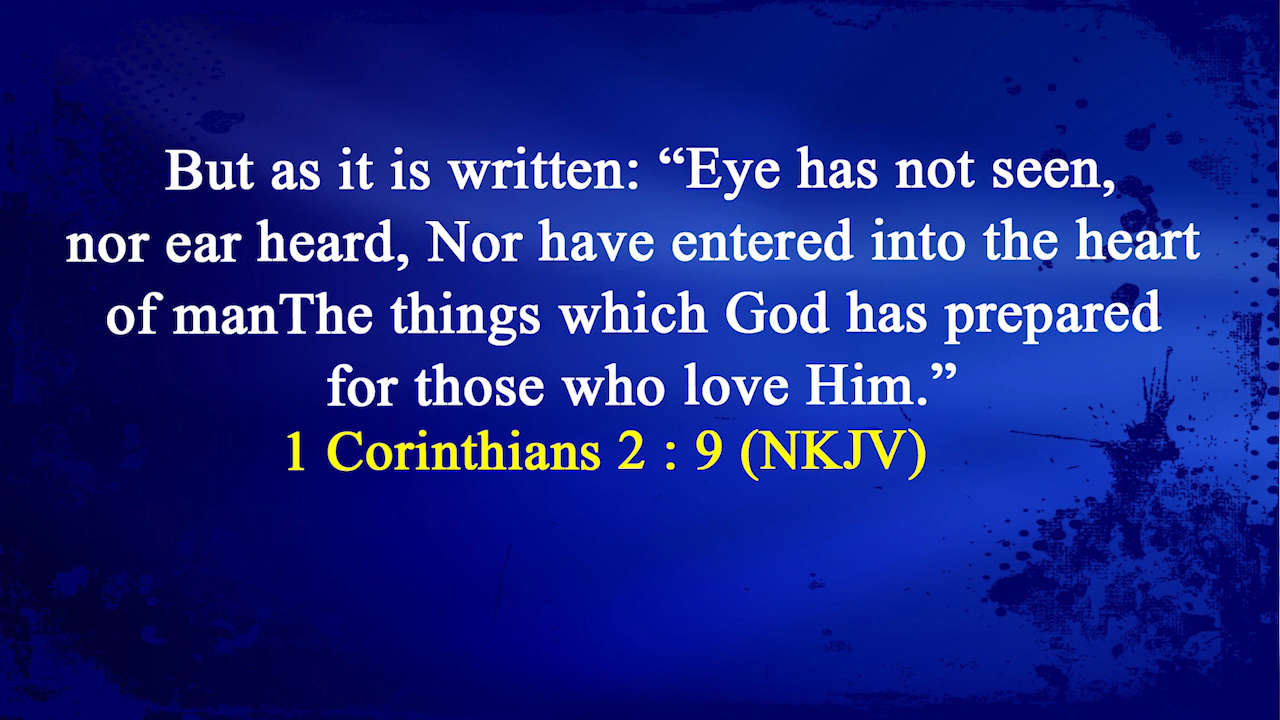 But as it is written: “Eye has not seen,
nor ear heard, Nor have entered into the heart
of manThe things which God has prepared
for those who love Him.”
1 Corinthians 2 : 9 (NKJV)